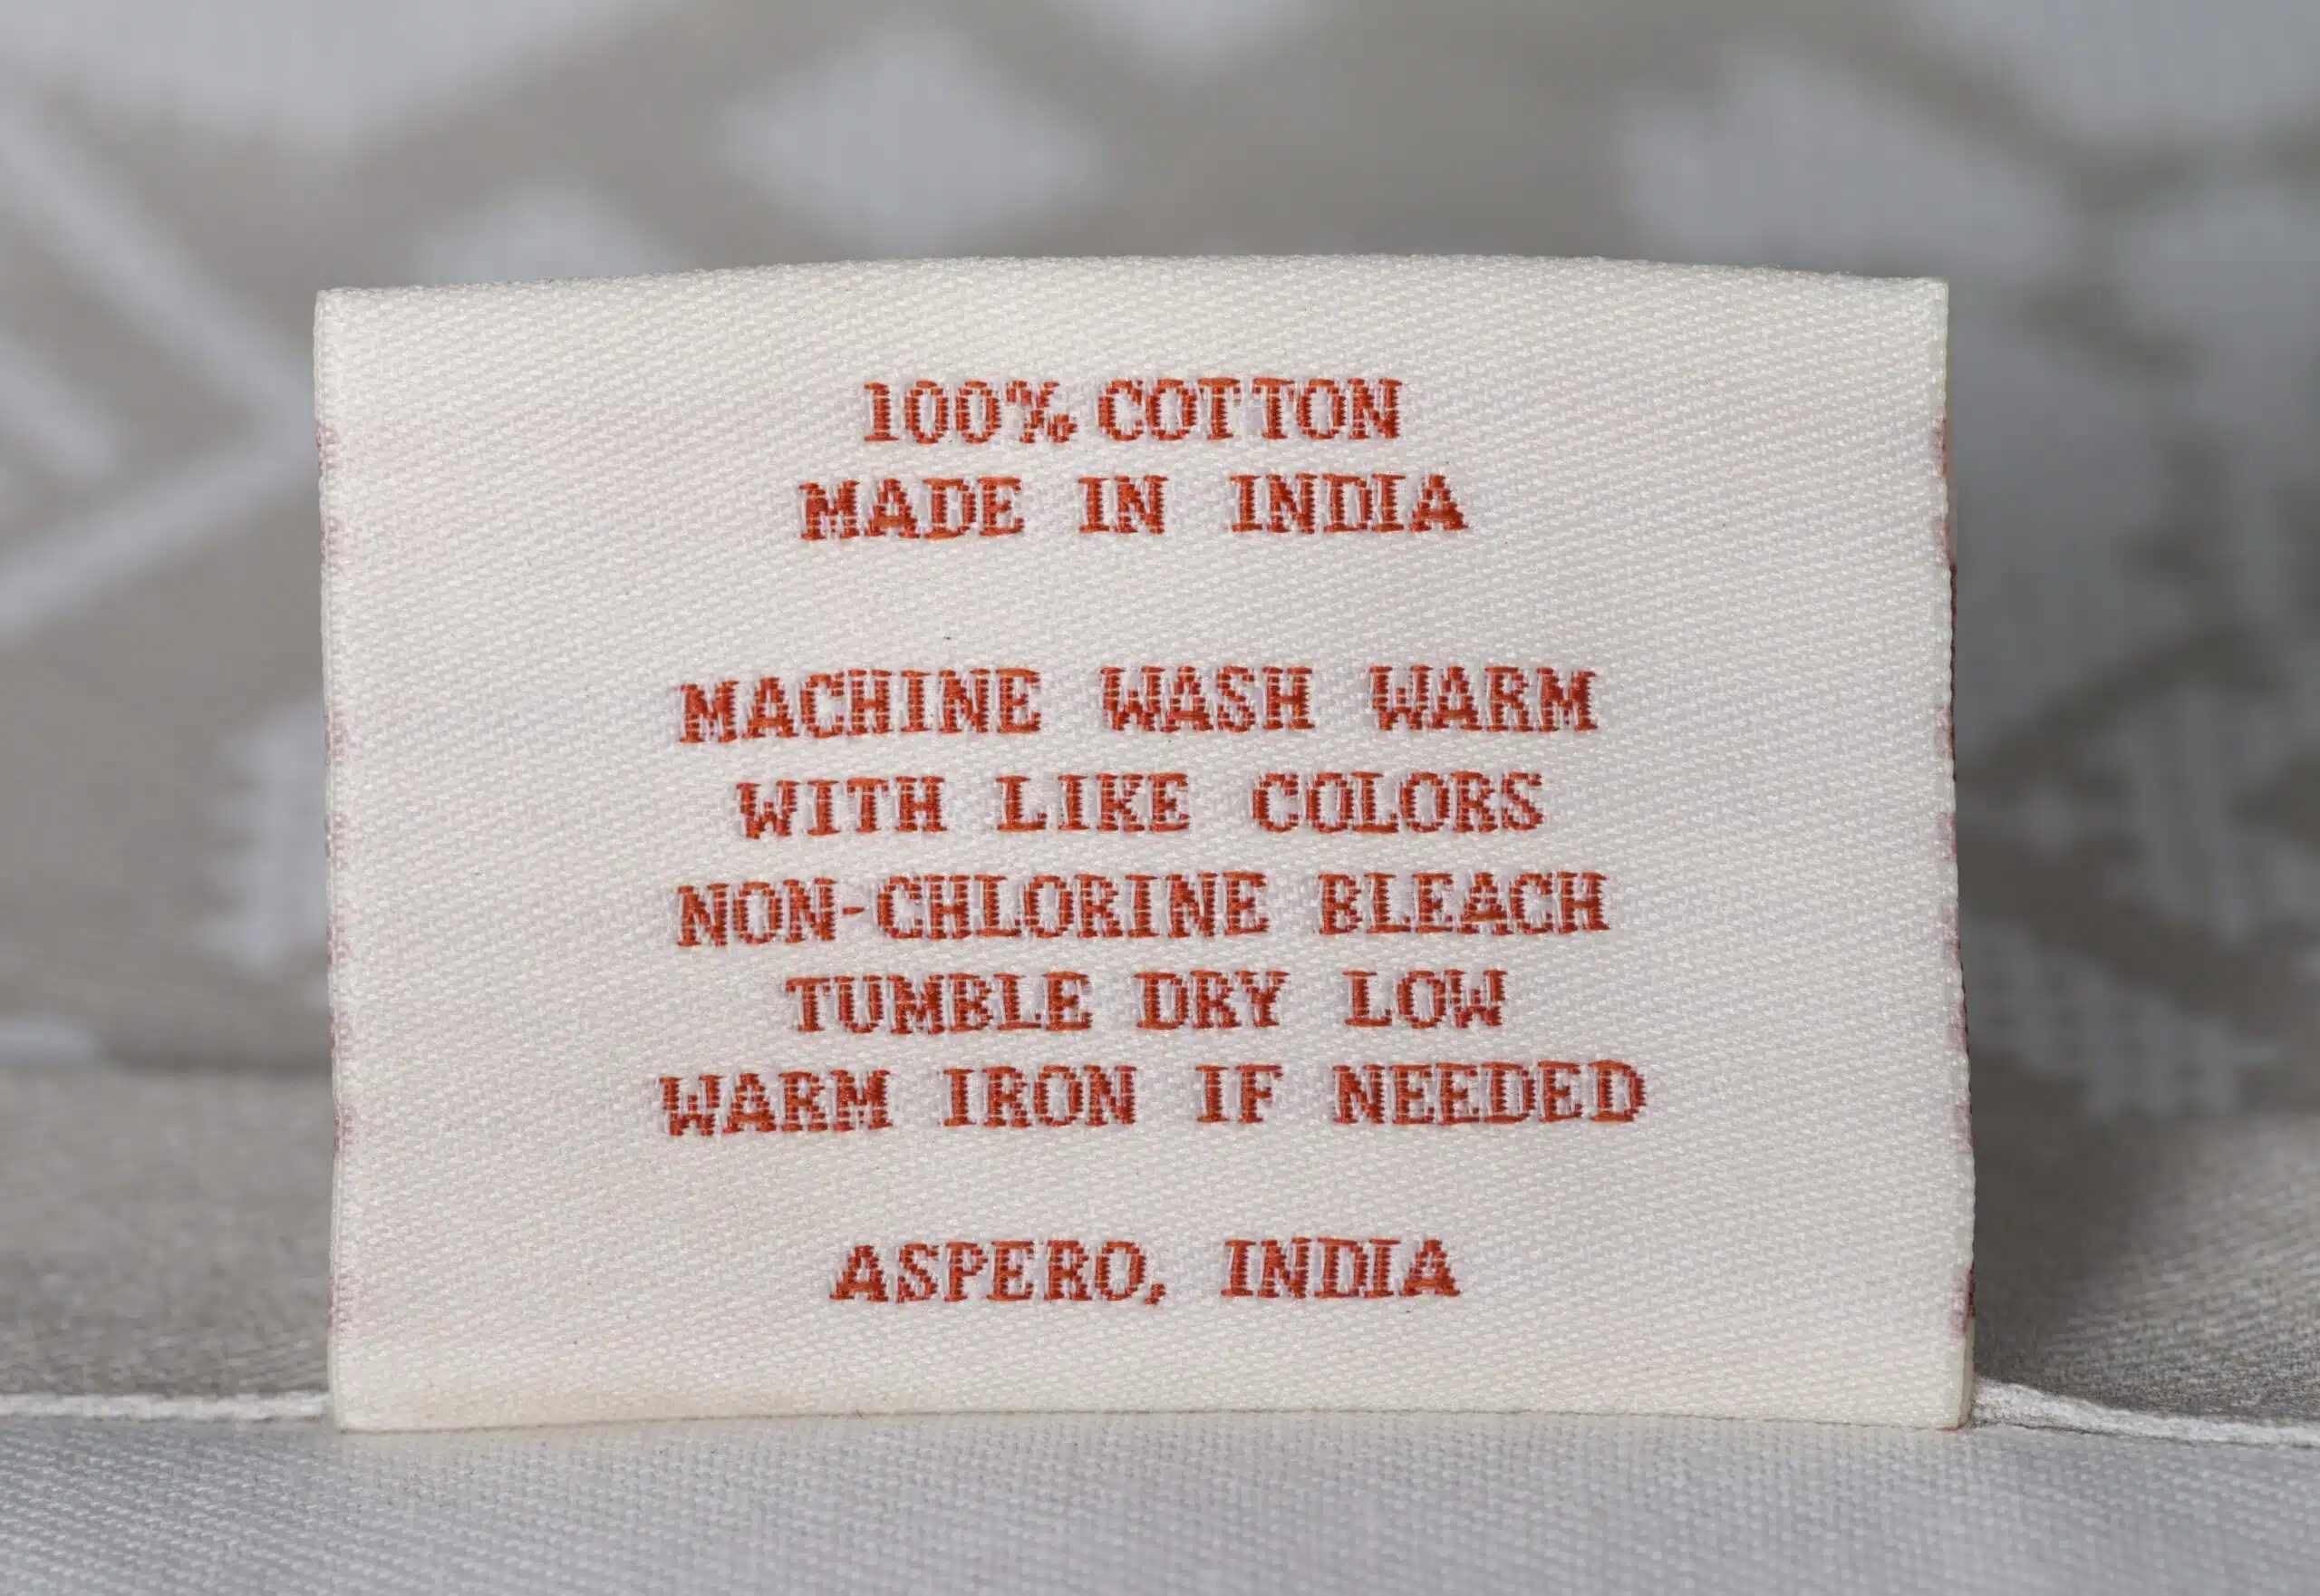 100% COTTON
MADE IN INDIA
MACHINE WASH WARM
WITH LIKE COLORS
NON-CHLORINE BLEACH
TUMBLE DRY LOW
WARM IRON IF NEEDED
ASPERO, INDIA